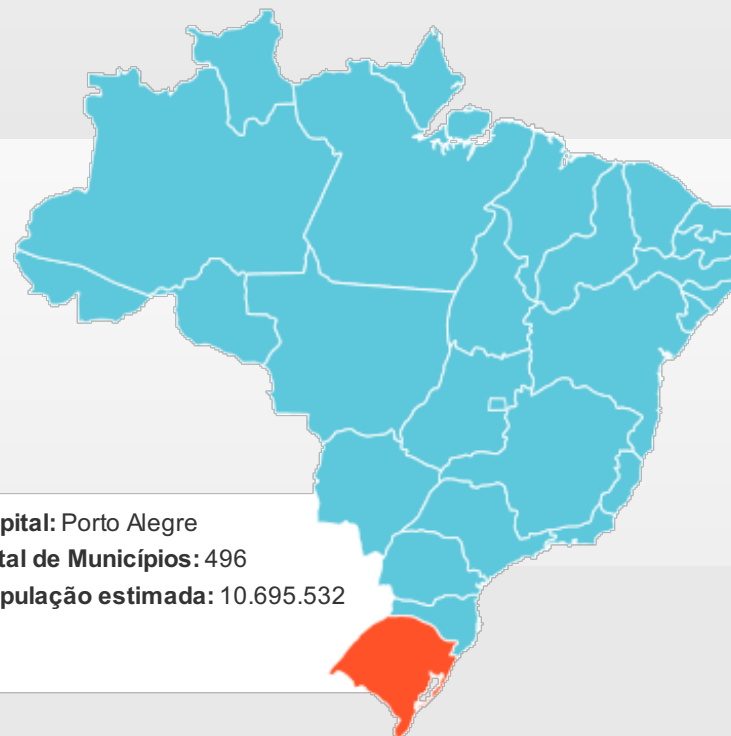 pital: Porto Alegre
tal de Municípios: 496
pulação estimada: 10.695.532